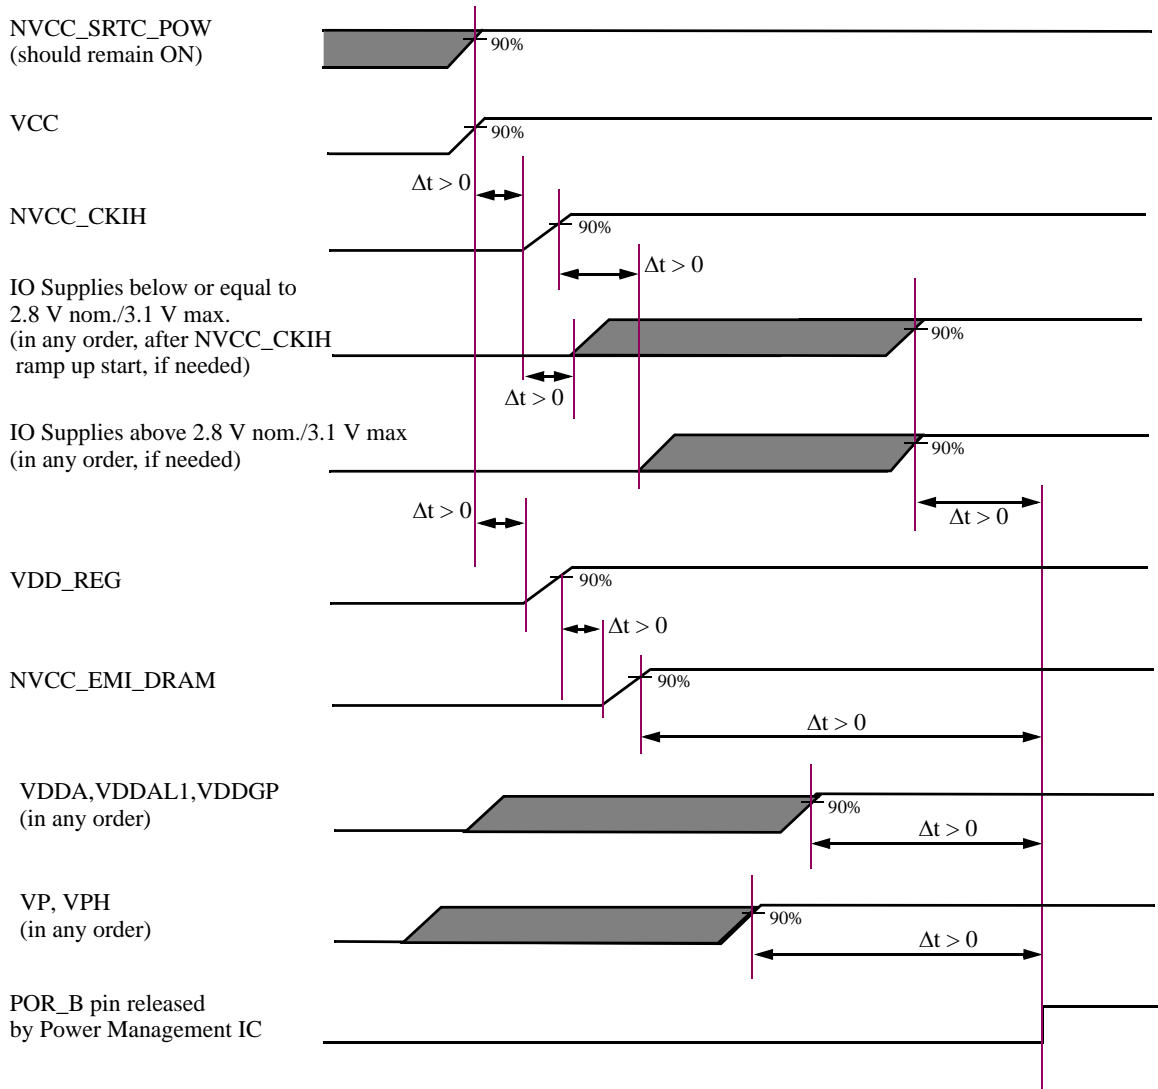 NVCC_SRTC_POW
(should remain ON)
90%
VCC
90%
Δt > 0
NVCC_CKIH
90%
Δt > 0
IO Supplies below or equal to
2.8 V nom./3.1 V max.
(in any order, after NVCC_CKIH
ramp up start, if needed)
90%
Δt > 0
IO Supplies above 2.8 V nom./3.1 V max
(in any order, if needed)
90%
Δt > 0
Δt > 0
VDD_REG
90%
Δt > 0
NVCC_EMI_DRAM
90%
Δt > 0
VDDA,VDDAL1,VDDGP
(in any order)
90%
Δt > 0
VP, VPH
(in any order)
90%
Δt > 0
POR_B pin released
by Power Management IC